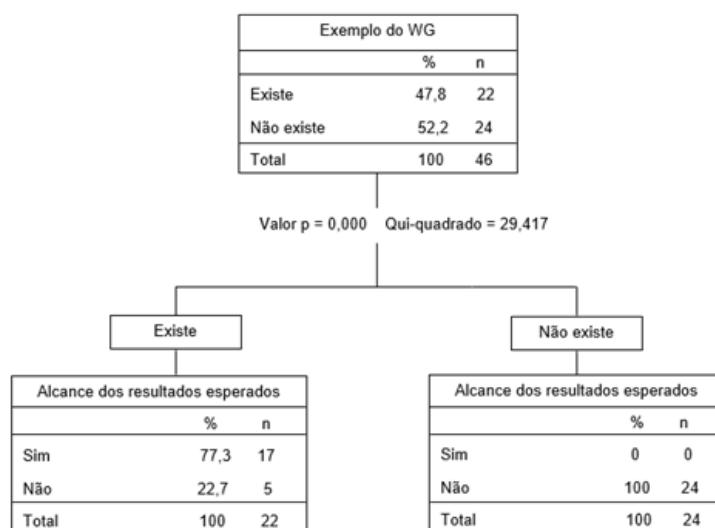 Exemplo do WG
% n
Existe 47,8 22
Não existe 52,2 24
Total 100 46
Valor p = 0,000 Qui-quadrado = 29,417
Existe
Não existe
Alcance dos resultados esperados
% n
Sim 77,3 17
Não 22,7 5
Total 100 22
Alcance dos resultados esperados
% n
Sim 0 0
Não 100 24
Total 100 24